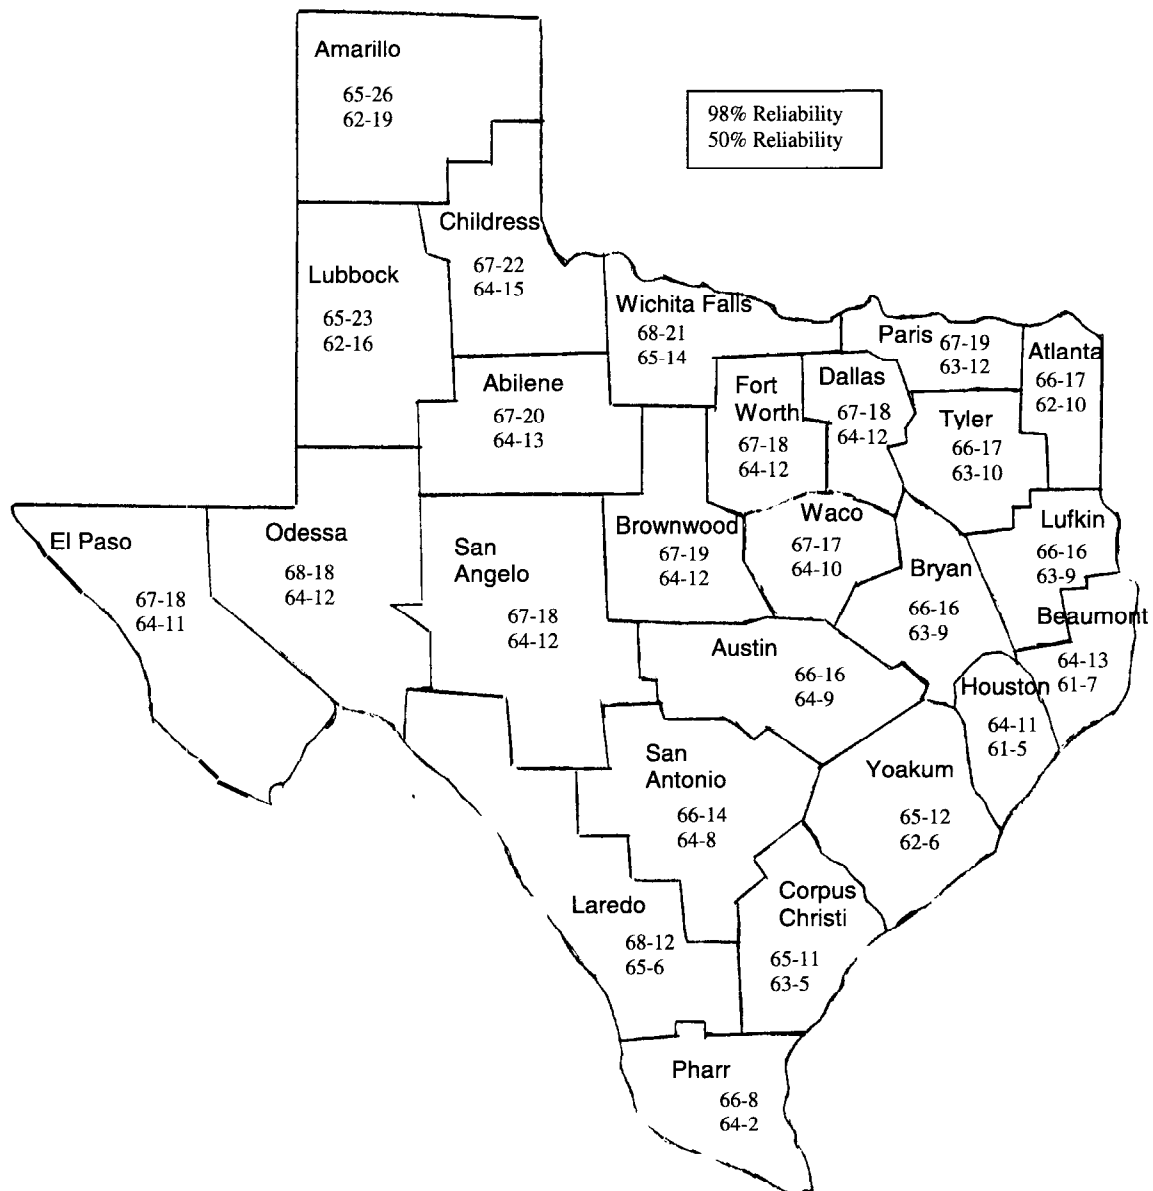 Amarillo
65-26
62-19
98% Reliability
50% Reliability
Childress
67-22
64-15
Lubbock
65-23
62-16
Wichita Falls
68-21
65-14
Paris
67-19
63-12
Atlanta
66-17
62-10
Abilene
67-20
64-13
Fort
Worth
67-18
64-12
Dallas
67-18
64-12
Tyler
66-17
63-10
El Paso
67-18
64-11
Odessa
68-18
64-12
San
Angelo
67-18
64-12
Brownwood
67-19
64-12
Waco
67-17
64-10
Bryan
66-16
63-9
Lufkin
66-16
63-9
Beaumont
64-13
61-7
Austin
66-16
64-9
Houston
64-11
61-5
San
Antonio
66-14
64-8
Yoakum
65-12
62-6
Laredo
68-12
65-6
Corpus
Christi
65-11
63-5
Pharr
66-8
64-2